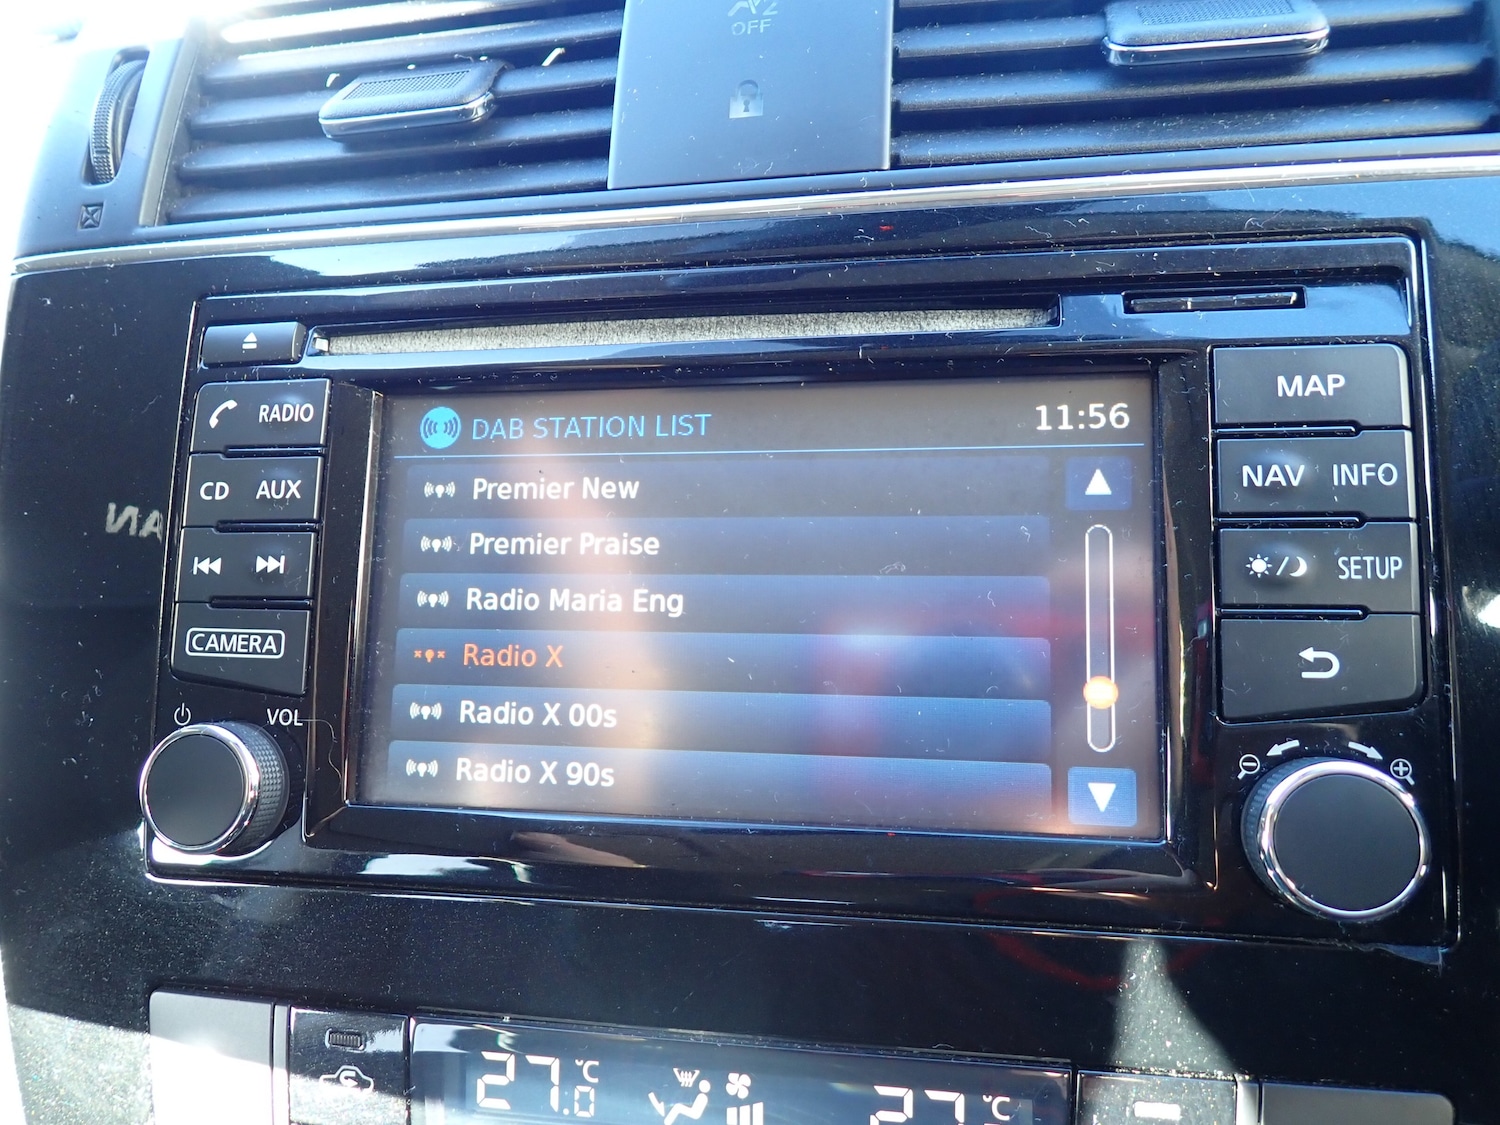 2
OFF
RADIO
CD AUX
CAMERA
VOL
DAB STATION LIST 11:56
Premier New
Premier Praise
Radio Maria Eng
Radio X
Radio X 00s
Radio X 90s
MAP
NAV INFO
SETUP
27.0 °C
27 °C